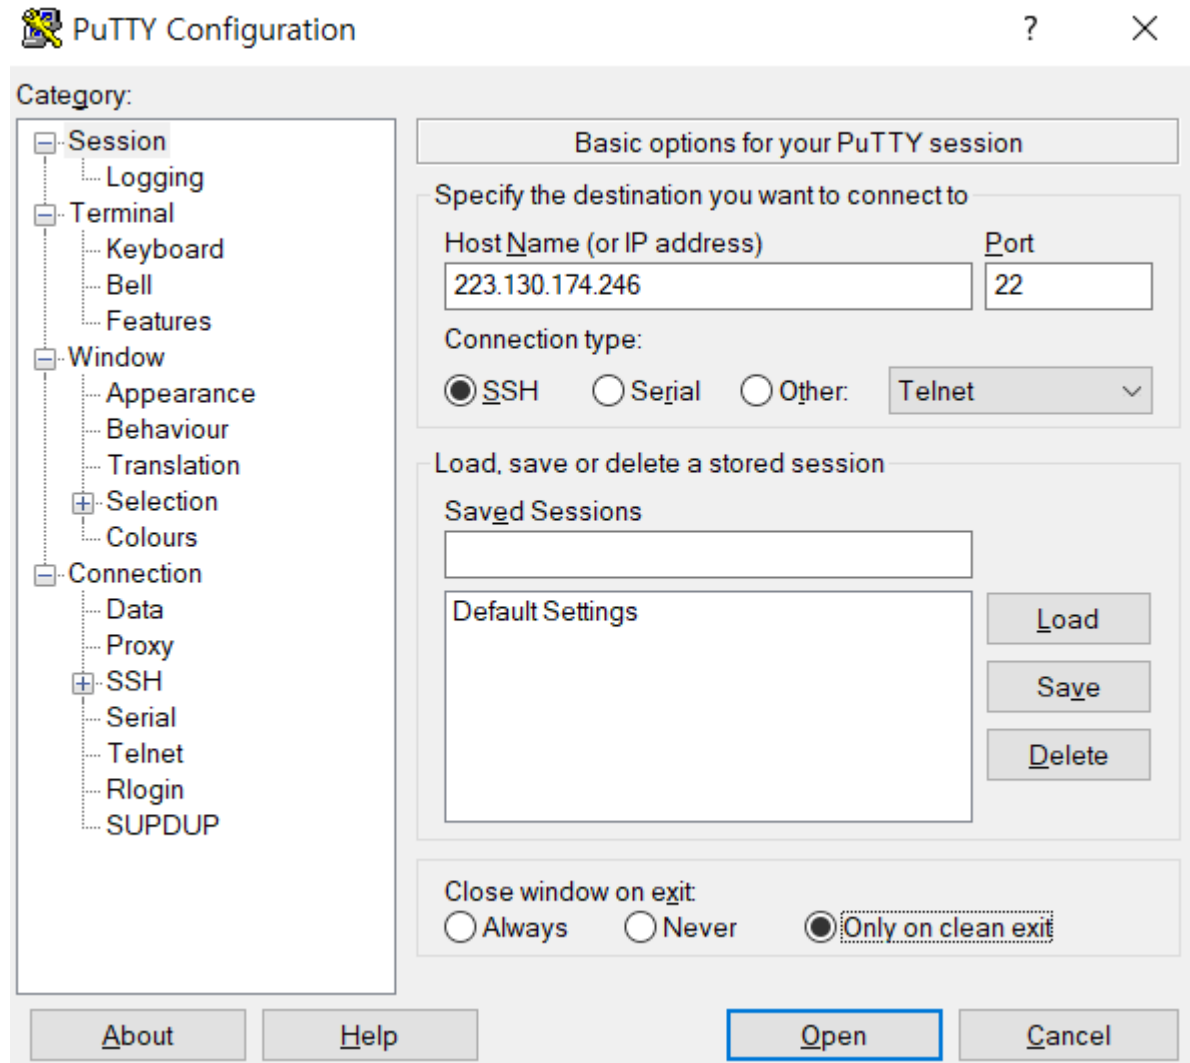 PuTTY Configuration
?
Category:
Session
Logging
Terminal
Keyboard
Bell
Features
Window
Appearance
Behaviour
Translation
Selection
Colours
Connection
Data
Proxy
SSH
Serial
Telnet
Rlogin
SUPDUP
Basic options for your PuTTY session
Specify the destination you want to connect to
Host Name (or IP address) Port
223.130.174.246 22
Connection type:
SSH Serial Other: Telnet
Load, save or delete a stored session
Saved Sessions
Default Settings
Load
Save
Delete
Close window on exit:
Always Never Only on clean exit
About Help Open Cancel